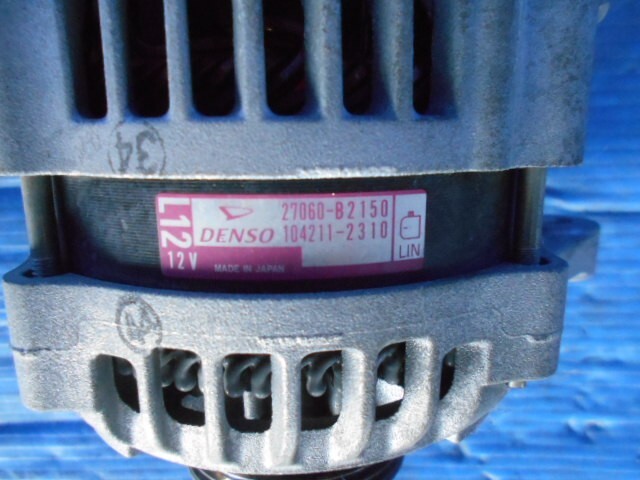 34
L12
12V
27060-B2150
DENSO 104211-2310
MADE IN JAPAN
LIN